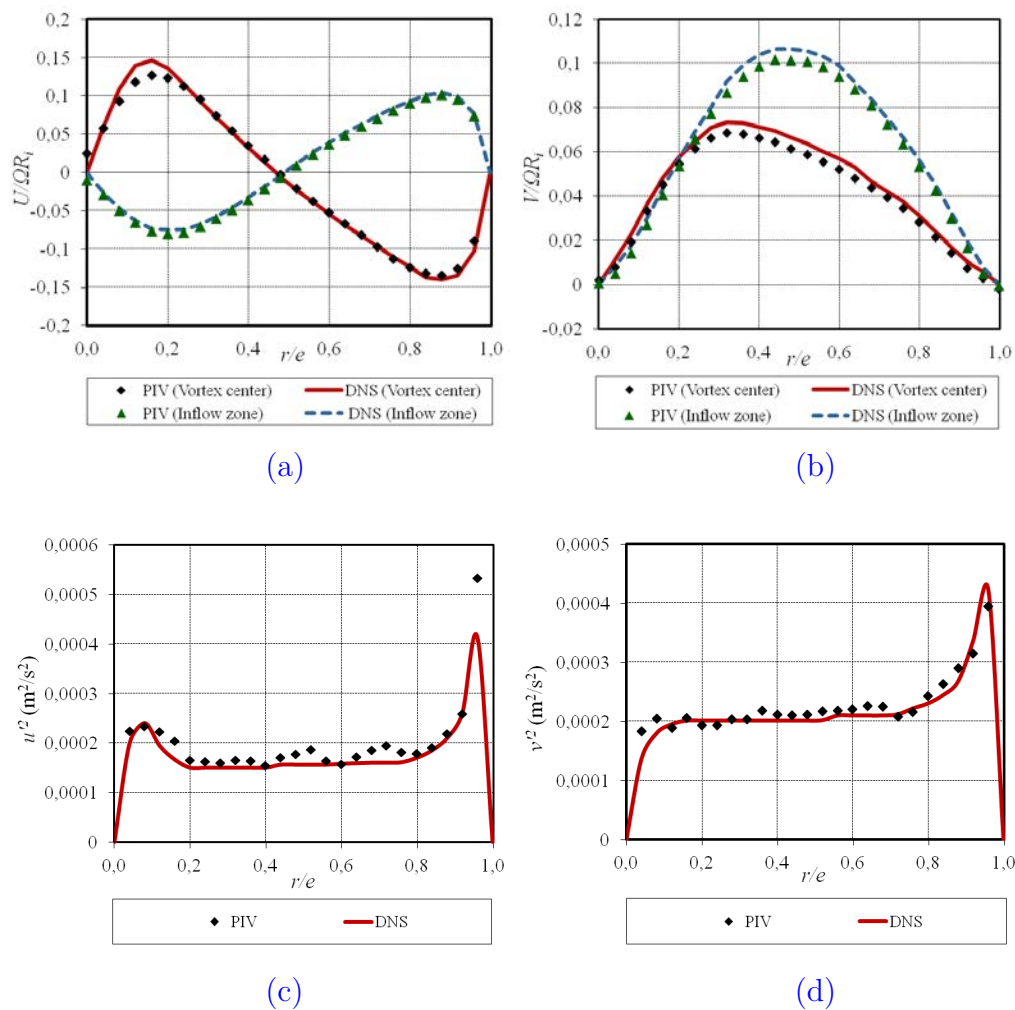 0,2
0,15
0,1
0,05
0
-0,05
-0,1
-0,15
-0,2
U/ΩRᵢ
0,0 0,2 0,4 0,6 0,8 1,0
r/e
PIV (Vortex center) DNS (Vortex center)
PIV (Inflow zone) DNS (Inflow zone)
(a)
0,12
0,10
0,08
0,06
0,04
0,02
0
-0,02
V/ΩRᵢ
0,0 0,2 0,4 0,6 0,8 1,0
r/e
PIV (Vortex center) DNS (Vortex center)
PIV (Inflow zone) DNS (Inflow zone)
(b)
0,0006
0,0005
0,0004
0,0003
0,0002
0,0001
0
u'² (m²/s²)
0,0 0,2 0,4 0,6 0,8 1,0
r/e
PIV DNS
(c)
0,0005
0,0004
0,0003
0,0002
0,0001
0
v'² (m²/s²)
0,0 0,2 0,4 0,6 0,8 1,0
r/e
PIV DNS
(d)